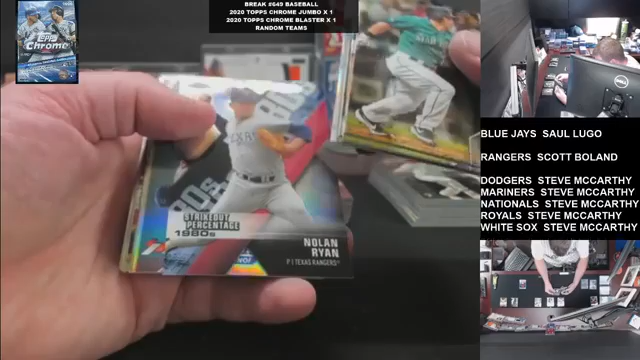 BREAK #649 BASEBALL
2020 TOPPS CHROME JUMBO X 1
2020 TOPPS CHROME BLASTER X 1
RANDOM TEAMS
TOPPS
Chrome
BLUE JAYS SAUL LUGO
RANGERS SCOTT BOLAND
DODGERS STEVE MCCARTHY
MARINERS STEVE MCCARTHY
NATIONALS STEVE MCCARTHY
ROYALS STEVE MCCARTHY
WHITE SOX STEVE MCCARTHY
DELL
STRIKEOUT
PERCENTAGE
1980s
NOLAN
RYAN
P | TEXAS RANGERS®